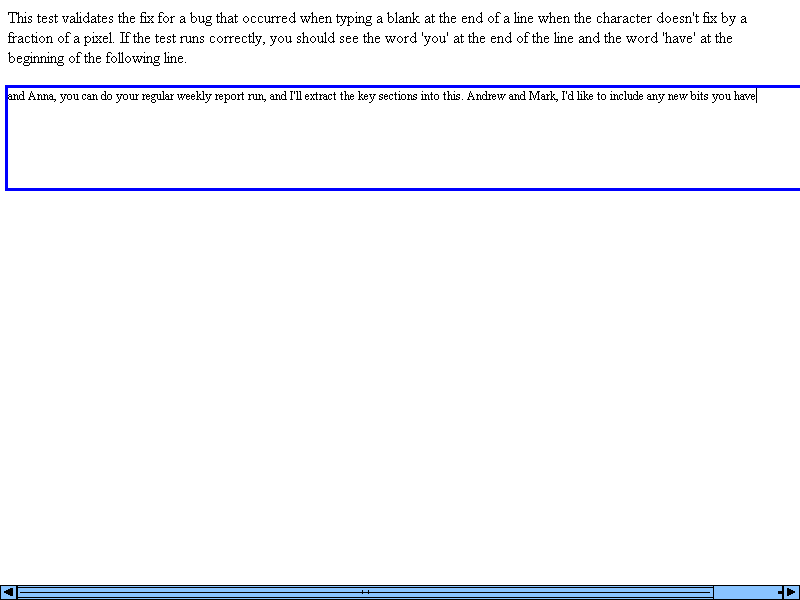 This test validates the fix for a bug that occurred when typing a blank at the end of a line when the character doesn't fix by a
fraction of a pixel. If the test runs correctly, you should see the word 'you' at the end of the line and the word 'have' at the
beginning of the following line.
and Anna, you can do your regular weekly report run, and I'll extract the key sections into this. Andrew and Mark, I'd like to include any new bits you have